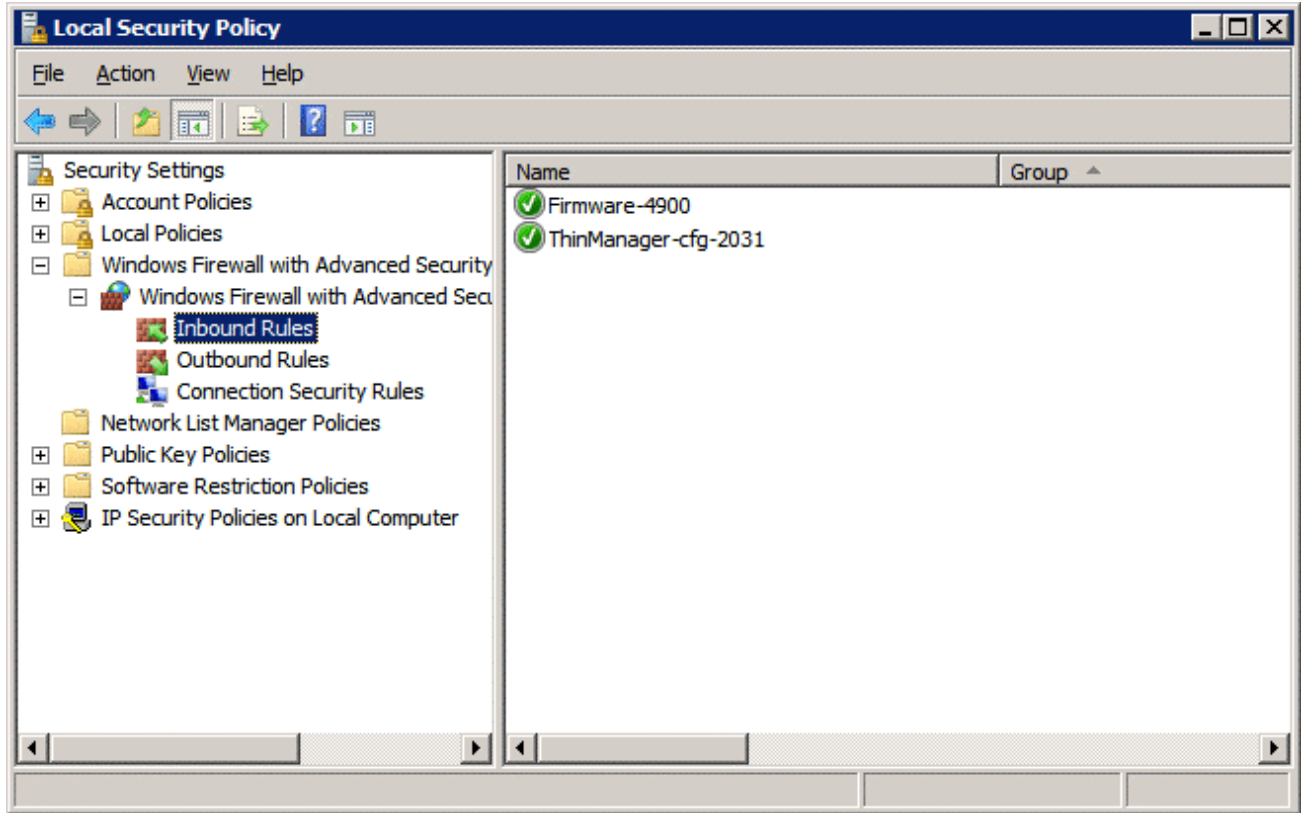 Local Security Policy
File Action View Help
Security Settings
Account Policies
Local Policies
Windows Firewall with Advanced Security
Windows Firewall with Advanced Secu
Inbound Rules
Outbound Rules
Connection Security Rules
Network List Manager Policies
Public Key Policies
Software Restriction Policies
IP Security Policies on Local Computer
Name Group
Firmware-4900
ThinManager-cfg-2031